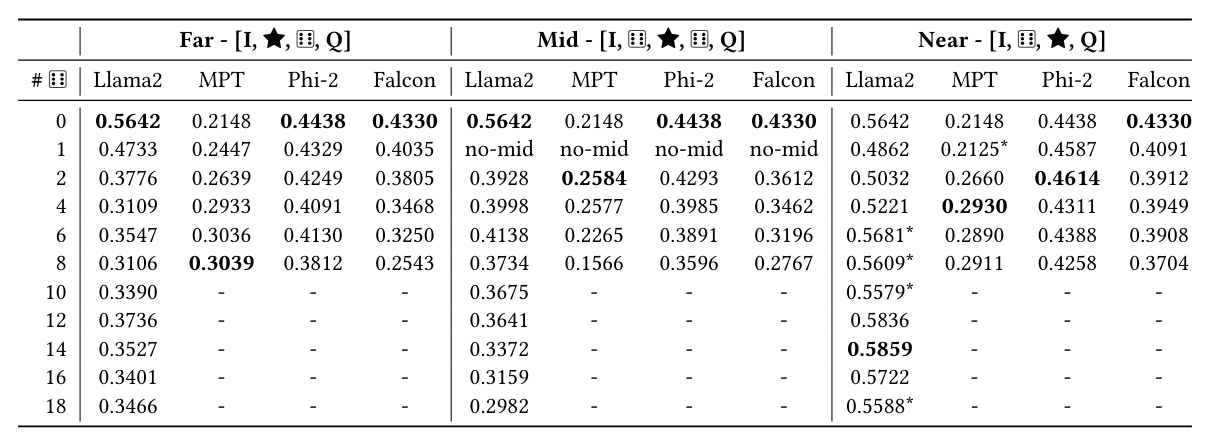 Far - [I, ★, ⚅, Q] Mid - [I, ⚅, ★, ⚅, Q] Near - [I, ⚅, ★, Q]
# ⚅ Llama2 MPT Phi-2 Falcon Llama2 MPT Phi-2 Falcon Llama2 MPT Phi-2 Falcon
0 0.5642 0.2148 0.4438 0.4330 0.5642 0.2148 0.4438 0.4330 0.5642 0.2148 0.4438 0.4330
1 0.4733 0.2447 0.4329 0.4035 no-mid no-mid no-mid no-mid 0.4862 0.2125* 0.4587 0.4091
2 0.3776 0.2639 0.4249 0.3805 0.3928 0.2584 0.4293 0.3612 0.5032 0.2660 0.4614 0.3912
4 0.3109 0.2933 0.4091 0.3468 0.3998 0.2577 0.3985 0.3462 0.5221 0.2930 0.4311 0.3949
6 0.3547 0.3036 0.4130 0.3250 0.4138 0.2265 0.3891 0.3196 0.5681* 0.2890 0.4388 0.3908
8 0.3106 0.3039 0.3812 0.2543 0.3734 0.1566 0.3596 0.2767 0.5609* 0.2911 0.4258 0.3704
10 0.3390 - - - 0.3675 - - - 0.5579* - - -
12 0.3736 - - - 0.3641 - - - 0.5836 - - -
14 0.3527 - - - 0.3372 - - - 0.5859 - - -
16 0.3401 - - - 0.3159 - - - 0.5722 - - -
18 0.3466 - - - 0.2982 - - - 0.5588* - - -